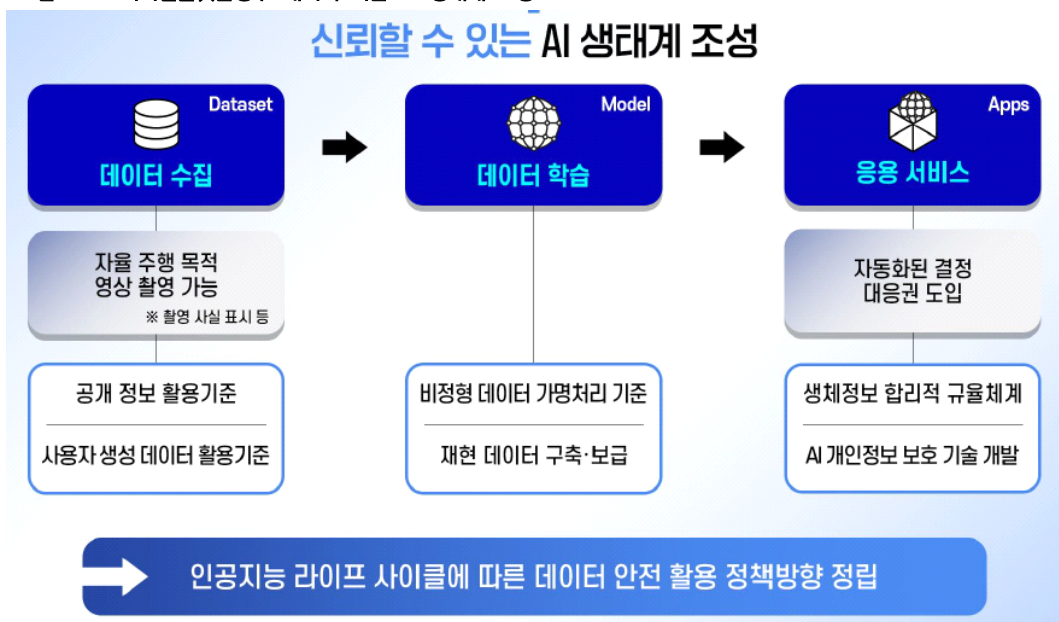 신뢰할 수 있는 AI 생태계 조성
Dataset
데이터 수집
Model
데이터 학습
Apps
응용 서비스
자율 주행 목적
영상 촬영 가능
※ 촬영 사실 표시 등
자동화된 결정
대응권 도입
공개 정보 활용기준
사용자 생성 데이터 활용기준
비정형 데이터 가명처리 기준
재현 데이터 구축·보급
생체정보 합리적 규율체계
AI 개인정보 보호 기술 개발
인공지능 라이프 사이클에 따른 데이터 안전 활용 정책방향 정립